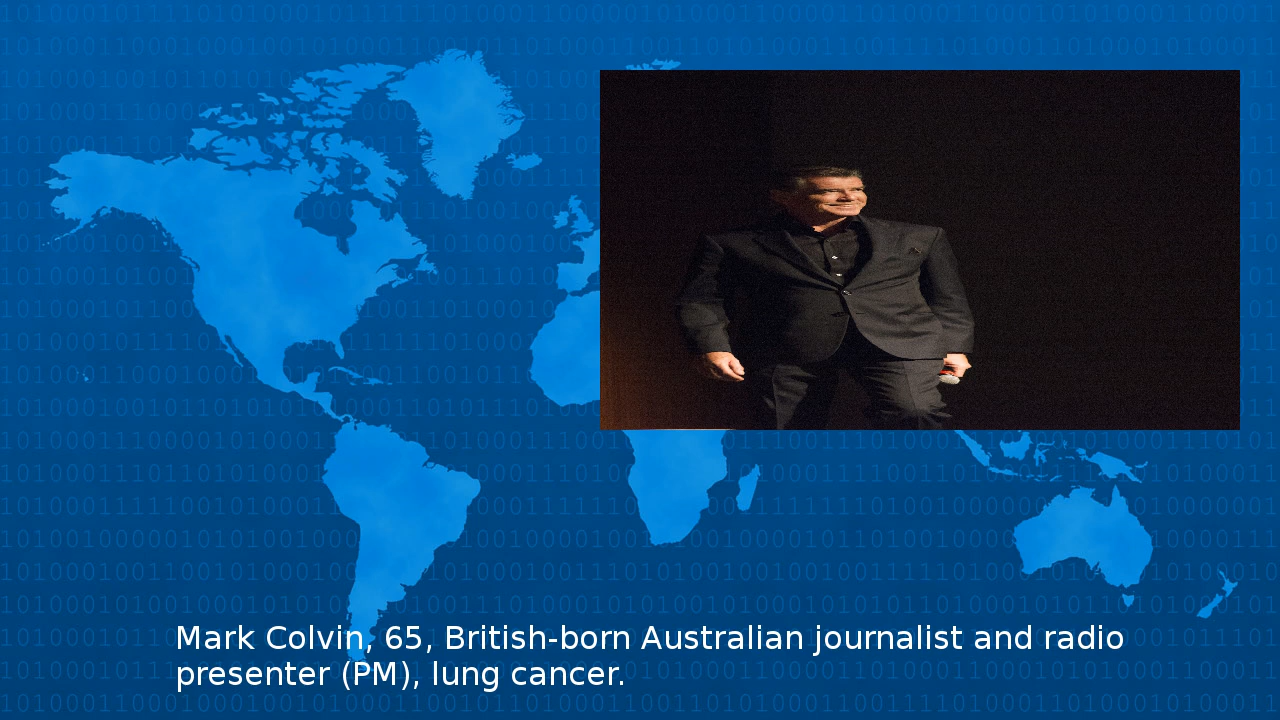 Mark Colvin, 65, British-born Australian journalist and radio
presenter (PM), lung cancer.